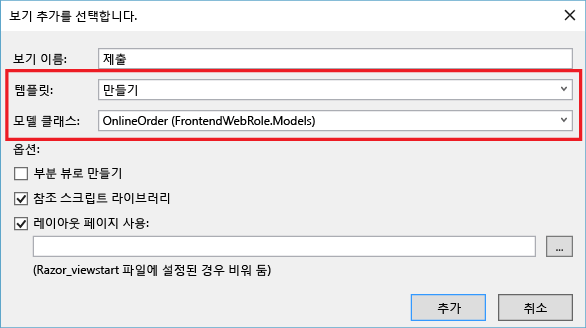 보기 추가를 선택합니다.
보기 이름: 제출
템플릿: 만들기
모델 클래스: OnlineOrder (FrontendWebRole.Models)
옵션:
부분 뷰로 만들기
참조 스크립트 라이브러리
레이아웃 페이지 사용:
...
(Razor_viewstart 파일에 설정된 경우 비워 둠)
추가 취소